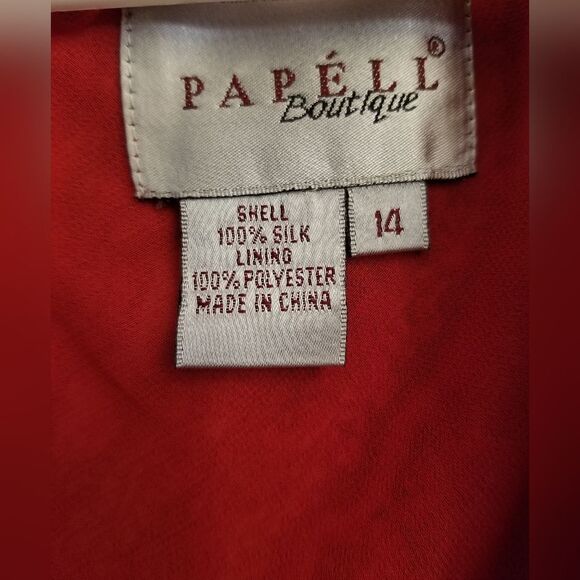 PAPÉLL®
Boutique
SHELL
100% SILK
LINING
100% POLYESTER
MADE IN CHINA
14